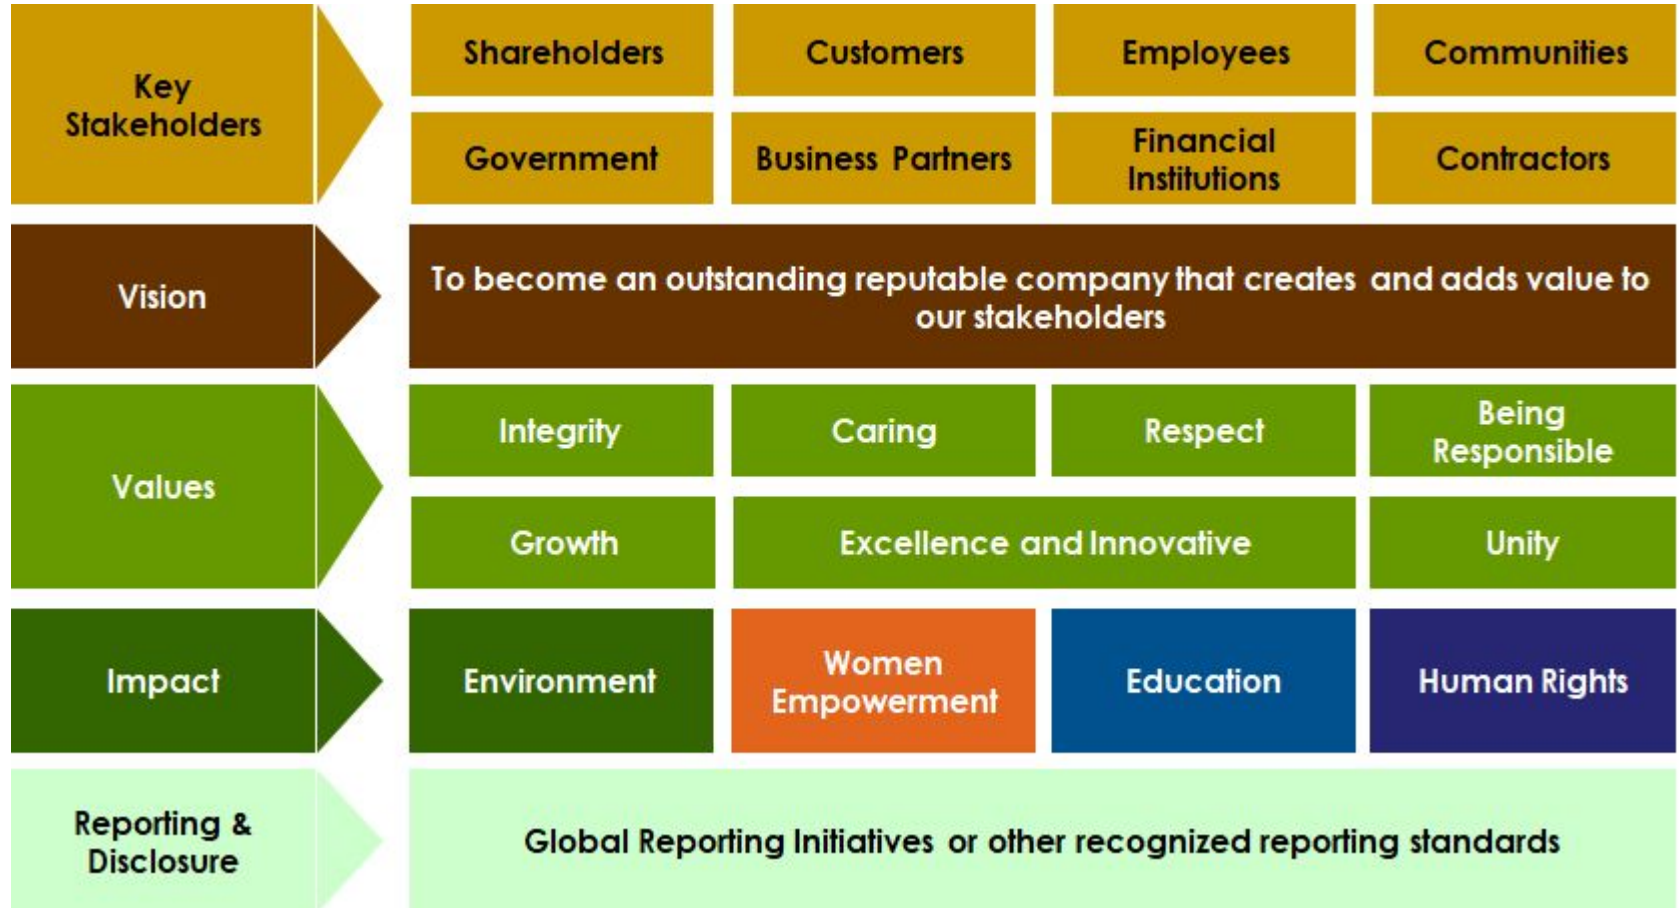 Key
Stakeholders
Shareholders
Customers
Employees
Communities
Government
Business Partners
Financial
Institutions
Contractors
Vision
To become an outstanding reputable company that creates and adds value to
our stakeholders
Values
Integrity
Caring
Respect
Being
Responsible
Growth
Excellence and Innovative
Unity
Impact
Environment
Women
Empowerment
Education
Human Rights
Reporting &
Disclosure
Global Reporting Initiatives or other recognized reporting standards